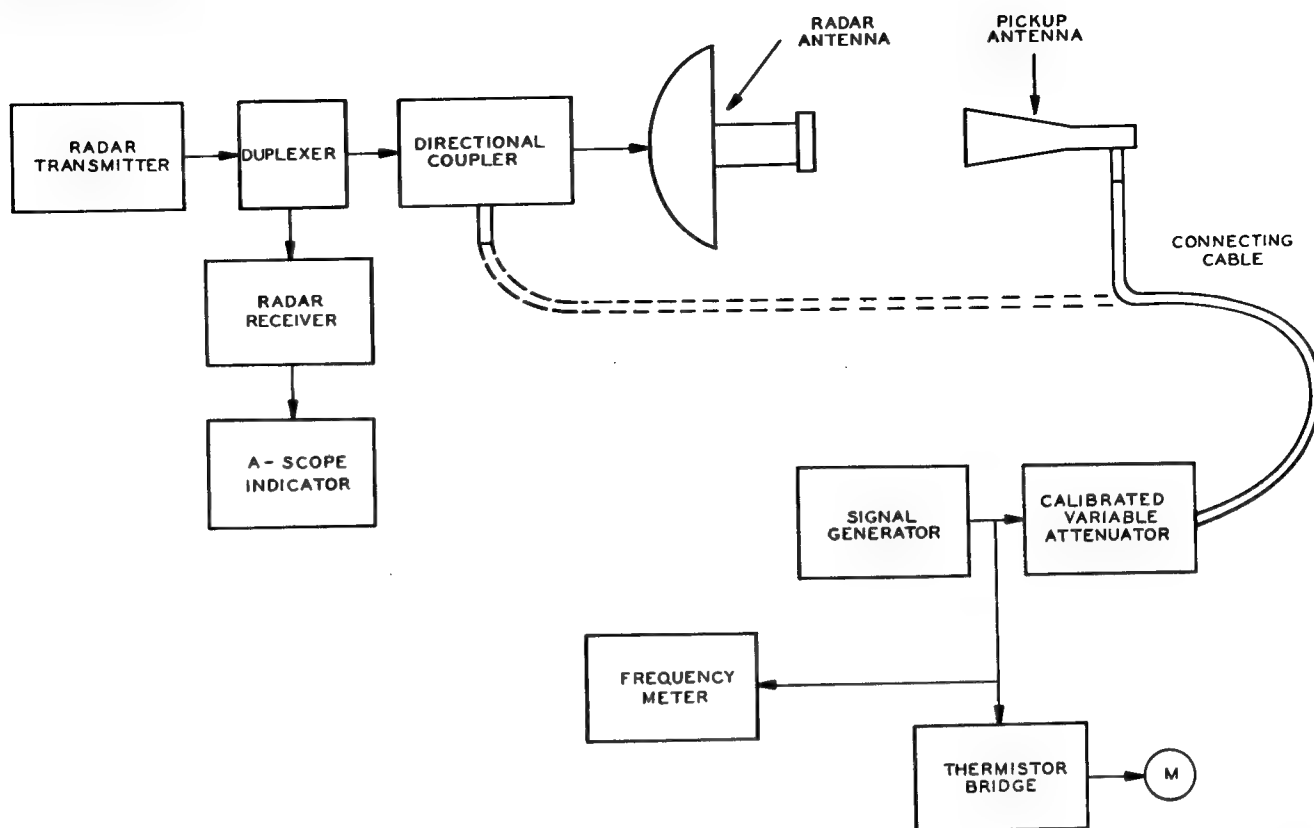 RADAR
ANTENNA
PICKUP
ANTENNA
RADAR
TRANSMITTER
DUPLEXER
DIRECTIONAL
COUPLER
CONNECTING
CABLE
RADAR
RECEIVER
A-SCOPE
INDICATOR
SIGNAL
GENERATOR
CALIBRATED
VARIABLE
ATTENUATOR
FREQUENCY
METER
THERMISTOR
BRIDGE
M